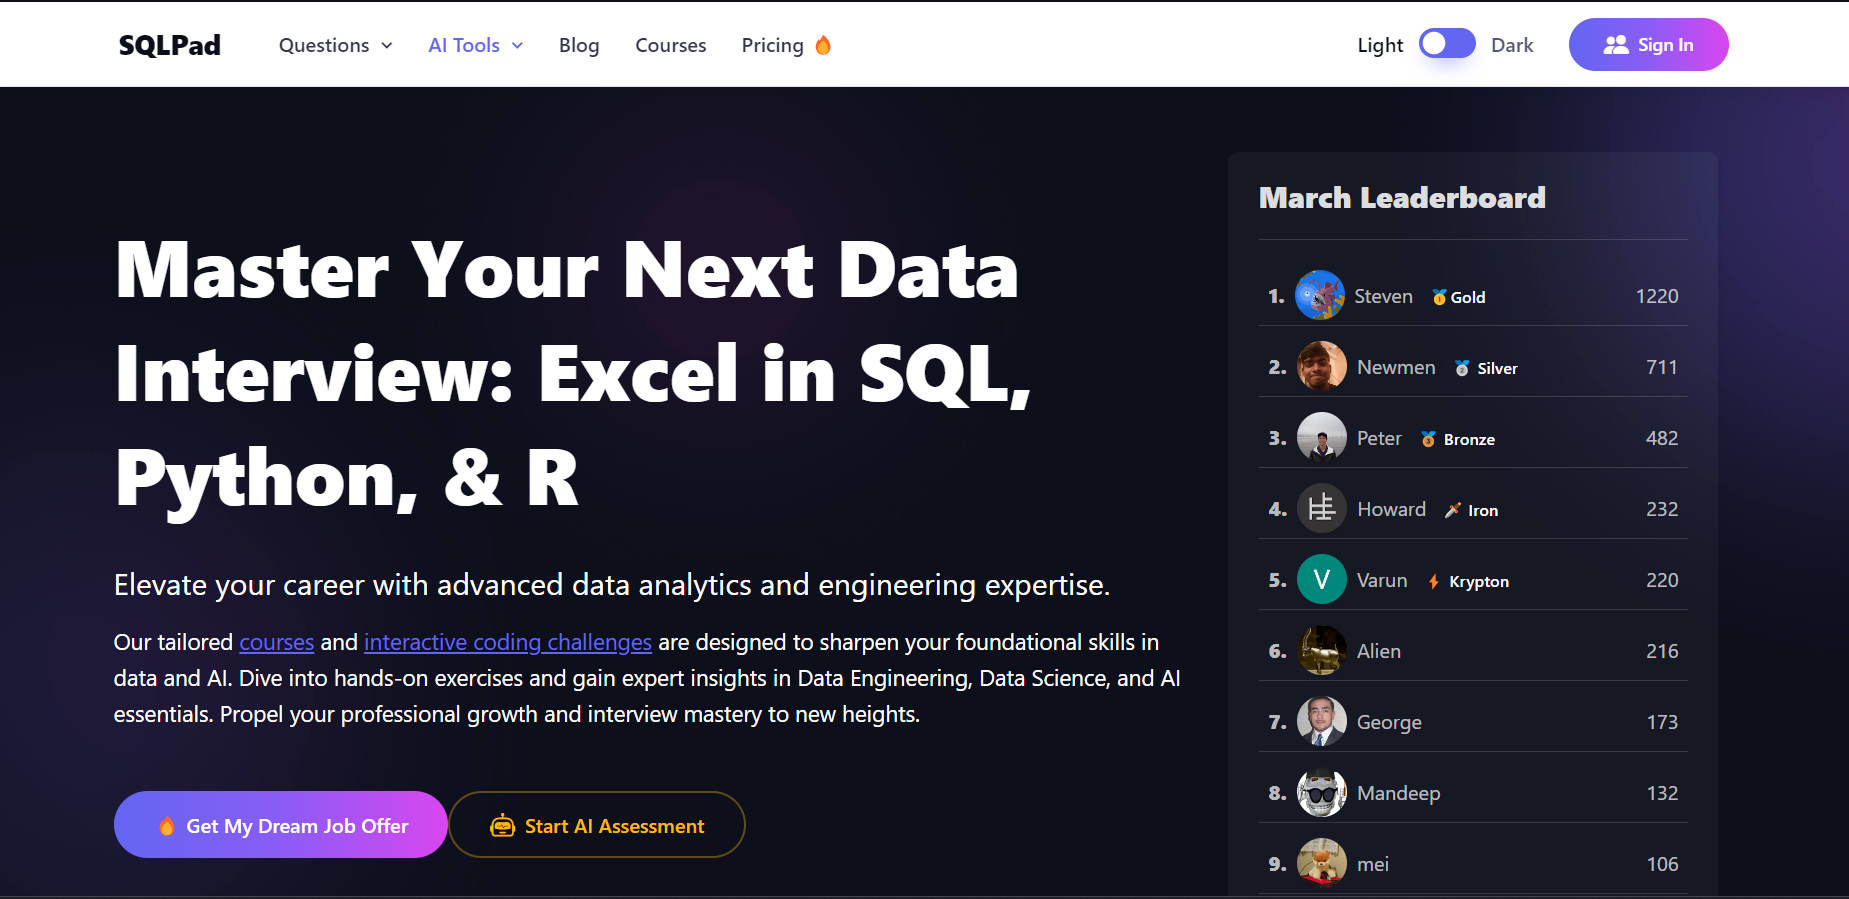 SQLPad Questions AI Tools Blog Courses Pricing Light Dark Sign In
Master Your Next Data
Interview: Excel in SQL,
Python, & R
Elevate your career with advanced data analytics and engineering expertise.
Our tailored courses and interactive coding challenges are designed to sharpen your foundational skills in
data and AI. Dive into hands-on exercises and gain expert insights in Data Engineering, Data Science, and AI
essentials. Propel your professional growth and interview mastery to new heights.
Get My Dream Job Offer Start AI Assessment
March Leaderboard
1. Steven Gold 1220
2. Newmen Silver 711
3. Peter Bronze 482
4. Howard Iron 232
5. V Varun Krypton 220
6. Alien 216
7. George 173
8. Mandeep 132
9. mei 106